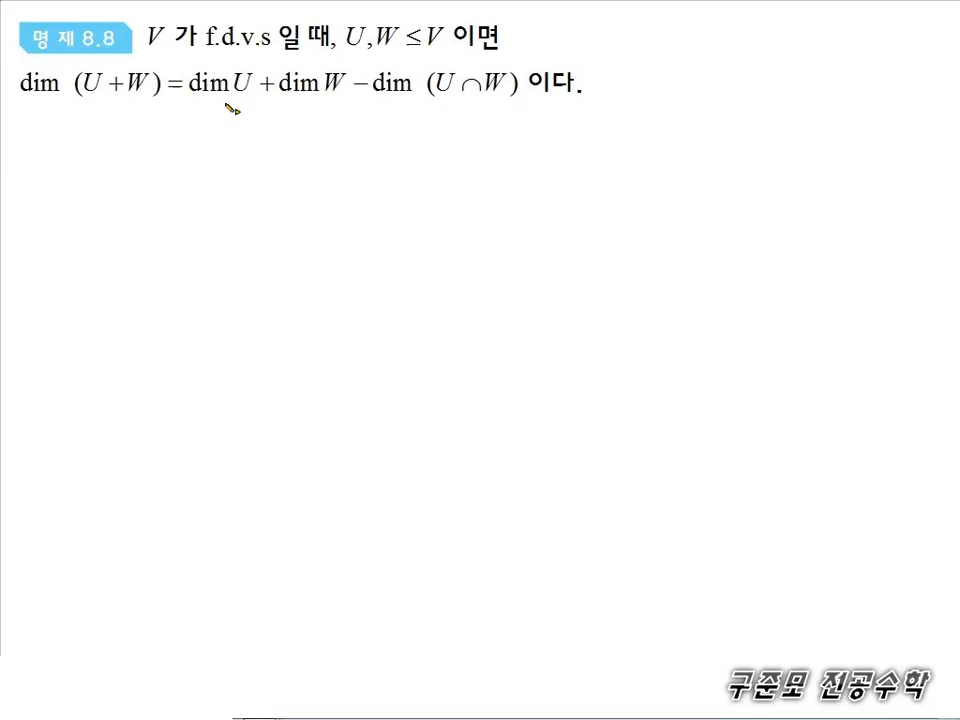 명 제 8.8 V 가 f.d.v.s 일 때, U,W ≤ V 이면
dim (U + W) = dim U + dim W − dim (U ∩ W) 이다.
구준모 전공수학